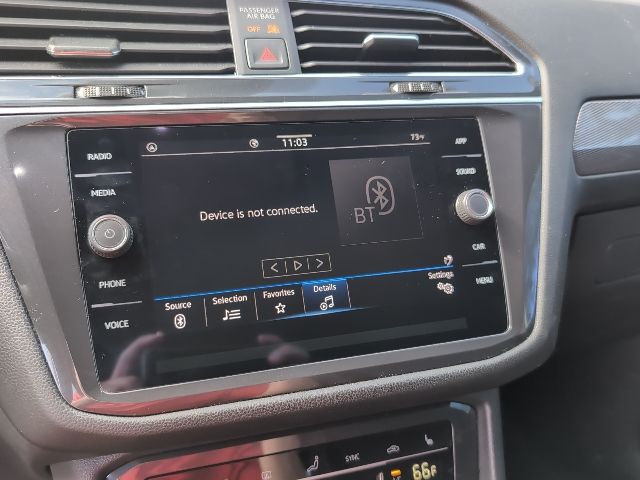 PASSENGER
AIR BAG
OFF
RADIO
MEDIA
PHONE
VOICE
11:03
73°F
Device is not connected.
BT
Source
Selection
Favorites
Details
Settings
APP
SOUND
CAR
MENU
SYNC
66F